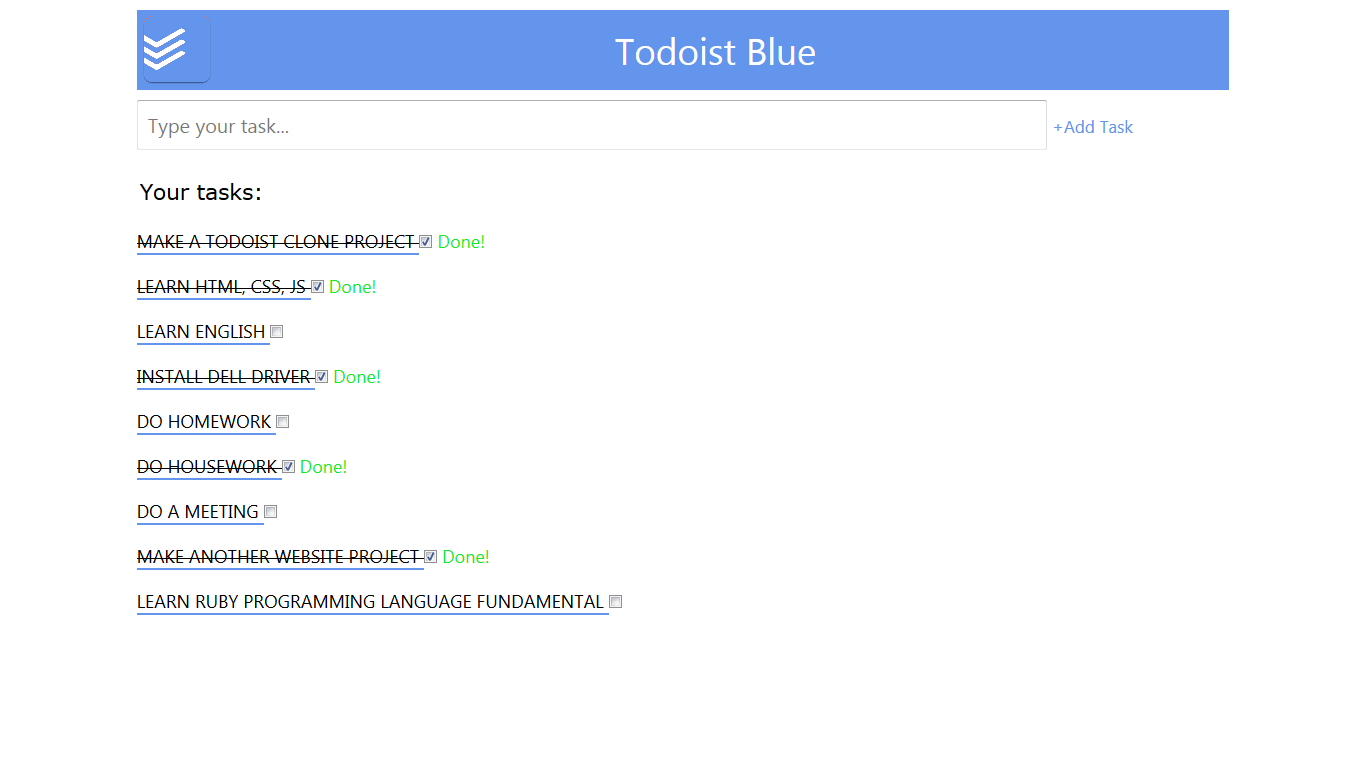 Todoist Blue
Type your task...
+Add Task
Your tasks:
MAKE A TODOIST CLONE PROJECT Done!
LEARN HTML, CSS, JS Done!
LEARN ENGLISH
INSTALL DELL DRIVER Done!
DO HOMEWORK
DO HOUSEWORK Done!
DO A MEETING
MAKE ANOTHER WEBSITE PROJECT Done!
LEARN RUBY PROGRAMMING LANGUAGE FUNDAMENTAL